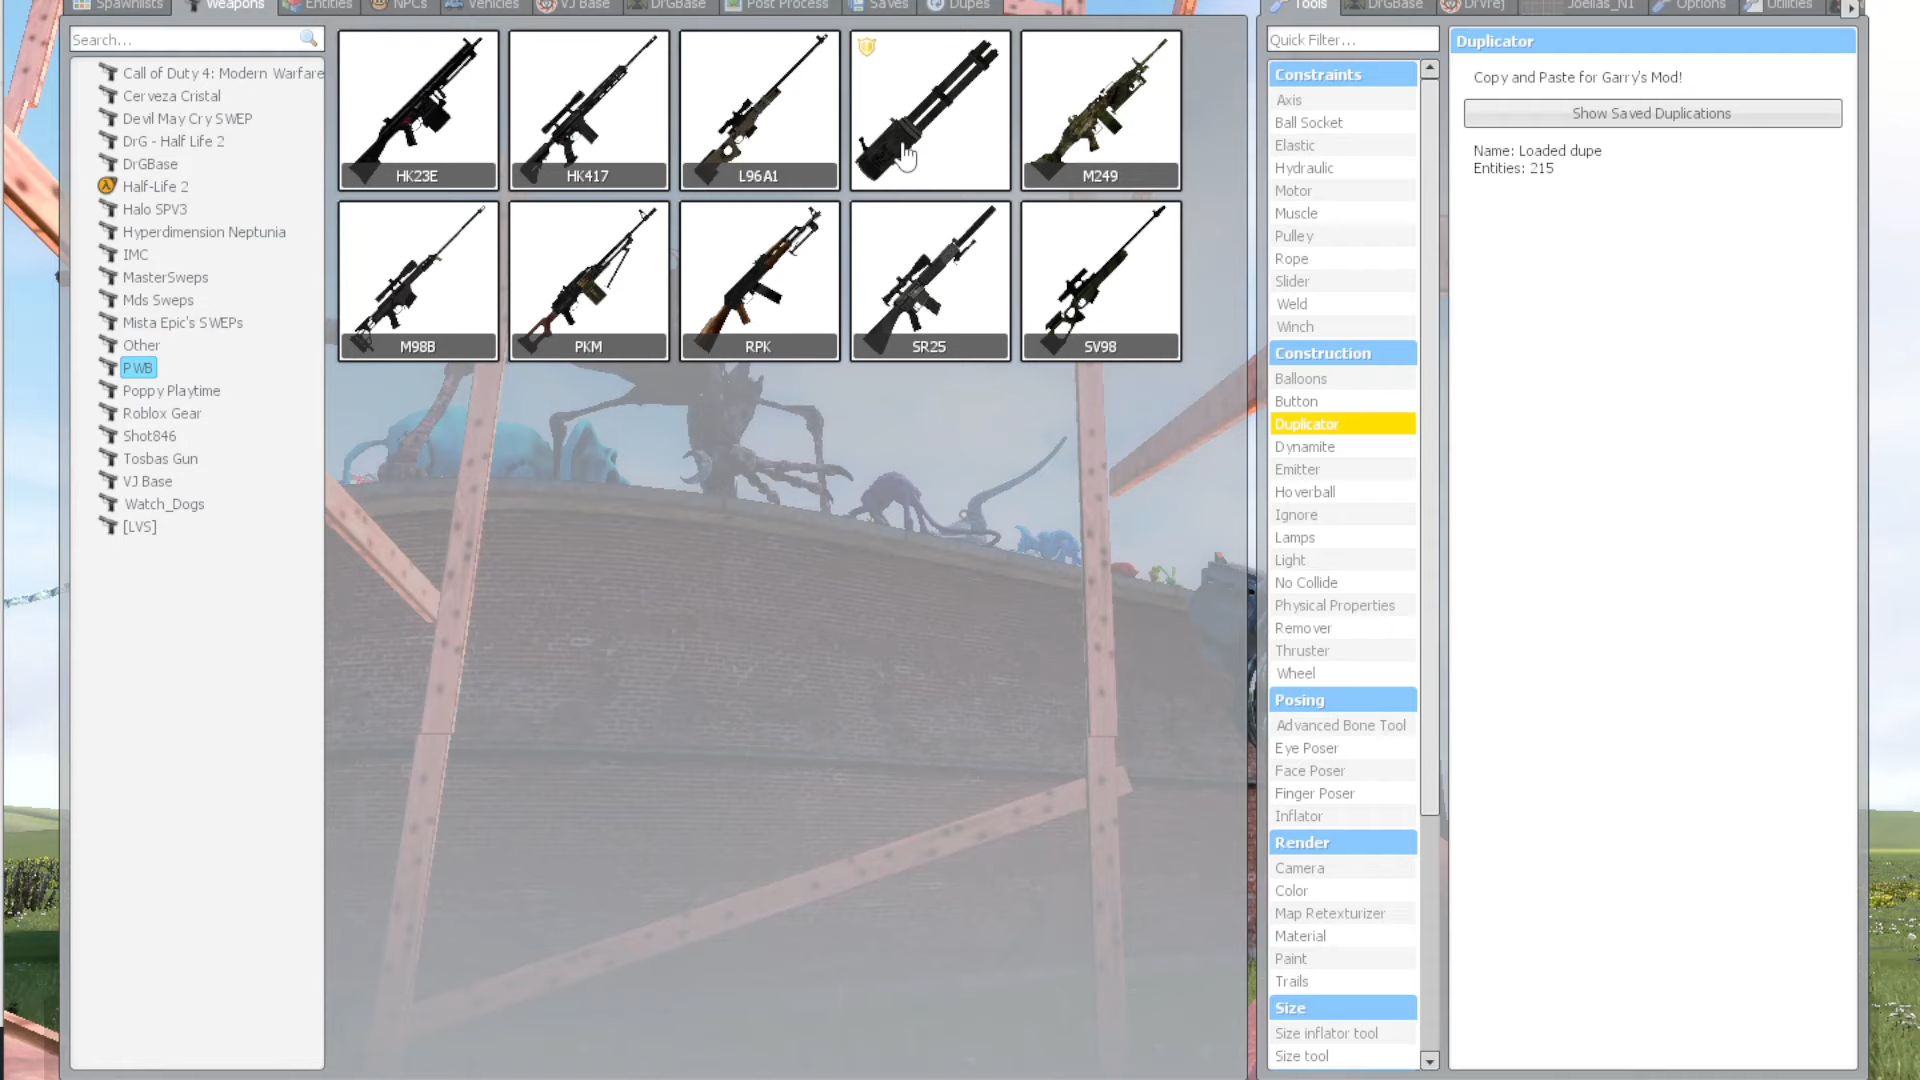 Spawnlists Weapons Entities NPCs Vehicles VJ Base DrGBase Post Process Saves Dupes
Search...
Call of Duty 4: Modern Warfare
Cerveza Cristal
Devil May Cry SWEP
DrG - Half Life 2
DrGBase
Half-Life 2
Halo SPV3
Hyperdimension Neptunia
IMC
MasterSweps
Mds Sweps
Mista Epic's SWEPs
Other
PWB
Poppy Playtime
Roblox Gear
Shot846
Tosbas Gun
VJ Base
Watch_Dogs
[LVS]
HK23E HK417 L96A1 M249
M98B PKM RPK SR25 SV98
Tools DrGBase DrVrej Joellas_N1 Options Utilities
Quick Filter...
Constraints
Axis
Ball Socket
Elastic
Hydraulic
Motor
Muscle
Pulley
Rope
Slider
Weld
Winch
Construction
Balloons
Button
Duplicator
Dynamite
Emitter
Hoverball
Ignore
Lamps
Light
No Collide
Physical Properties
Remover
Thruster
Wheel
Posing
Advanced Bone Tool
Eye Poser
Face Poser
Finger Poser
Inflator
Render
Camera
Color
Map Retexturizer
Material
Paint
Trails
Size
Size inflator tool
Size tool
Duplicator
Copy and Paste for Garry's Mod!
Show Saved Duplications
Name: Loaded dupe
Entities: 215